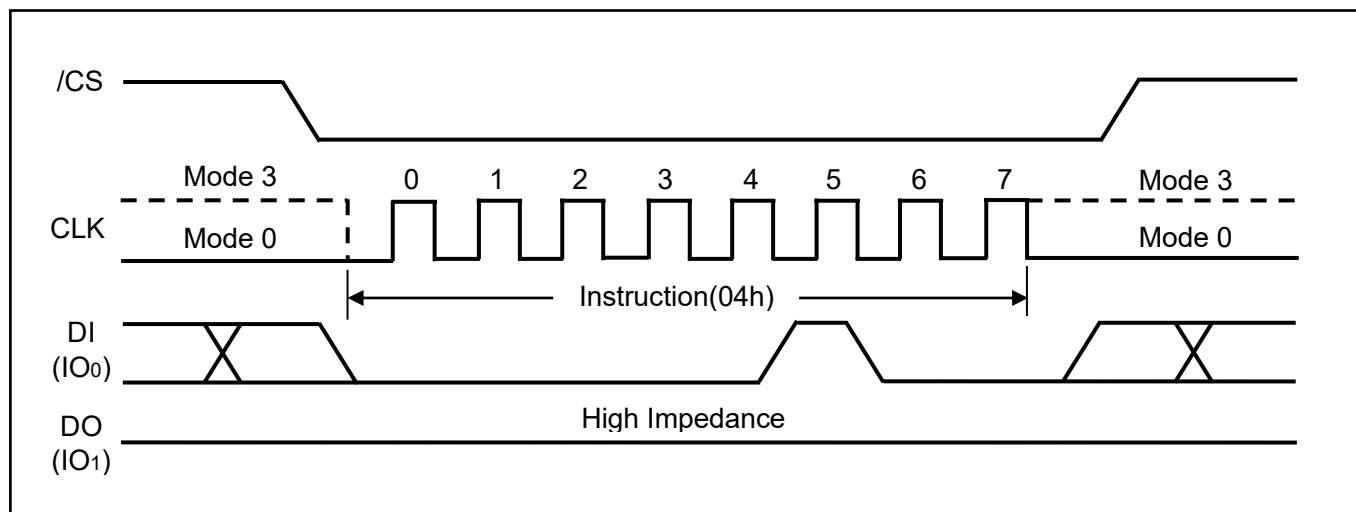 /CS
Mode 3 0 1 2 3 4 5 6 7 Mode 3
CLK
Mode 0 Mode 0
Instruction(04h)
DI
(IO0)
High Impedance
DO
(IO1)